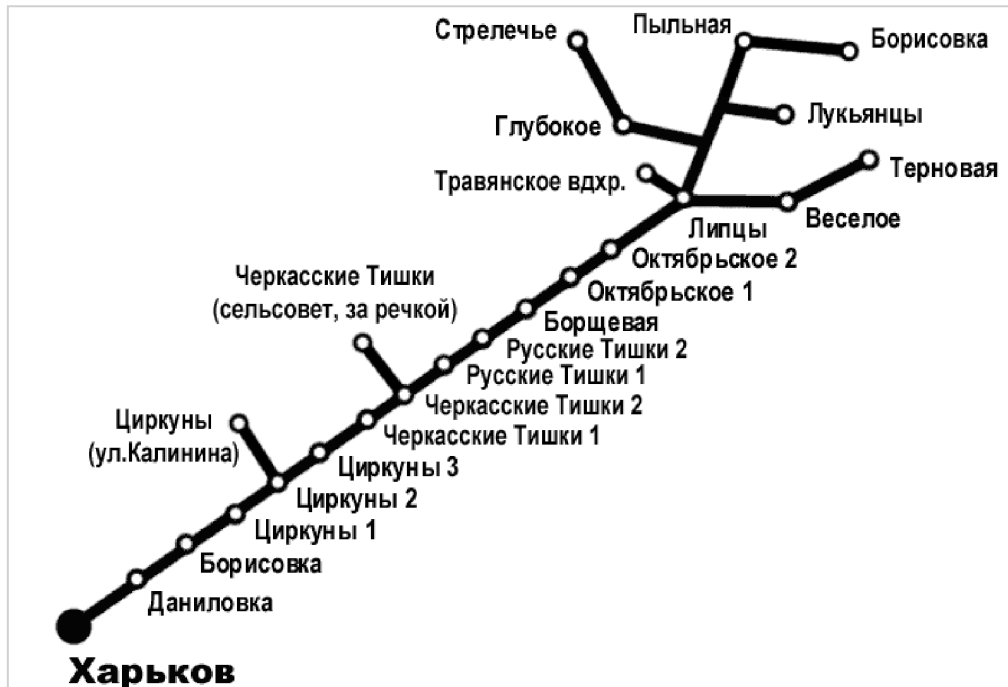 Стрелечье
Пыльная
Борисовка
Глубокое
Лукьянцы
Травянское вдхр.
Терновая
Веселое
Липцы
Октябрьское 2
Черкасские Тишки
(сельсовет, за речкой)
Октябрьское 1
Борщевая
Русские Тишки 2
Русские Тишки 1
Черкасские Тишки 2
Циркуны
(ул.Калинина)
Черкасские Тишки 1
Циркуны 3
Циркуны 2
Циркуны 1
Борисовка
Даниловка
Харьков